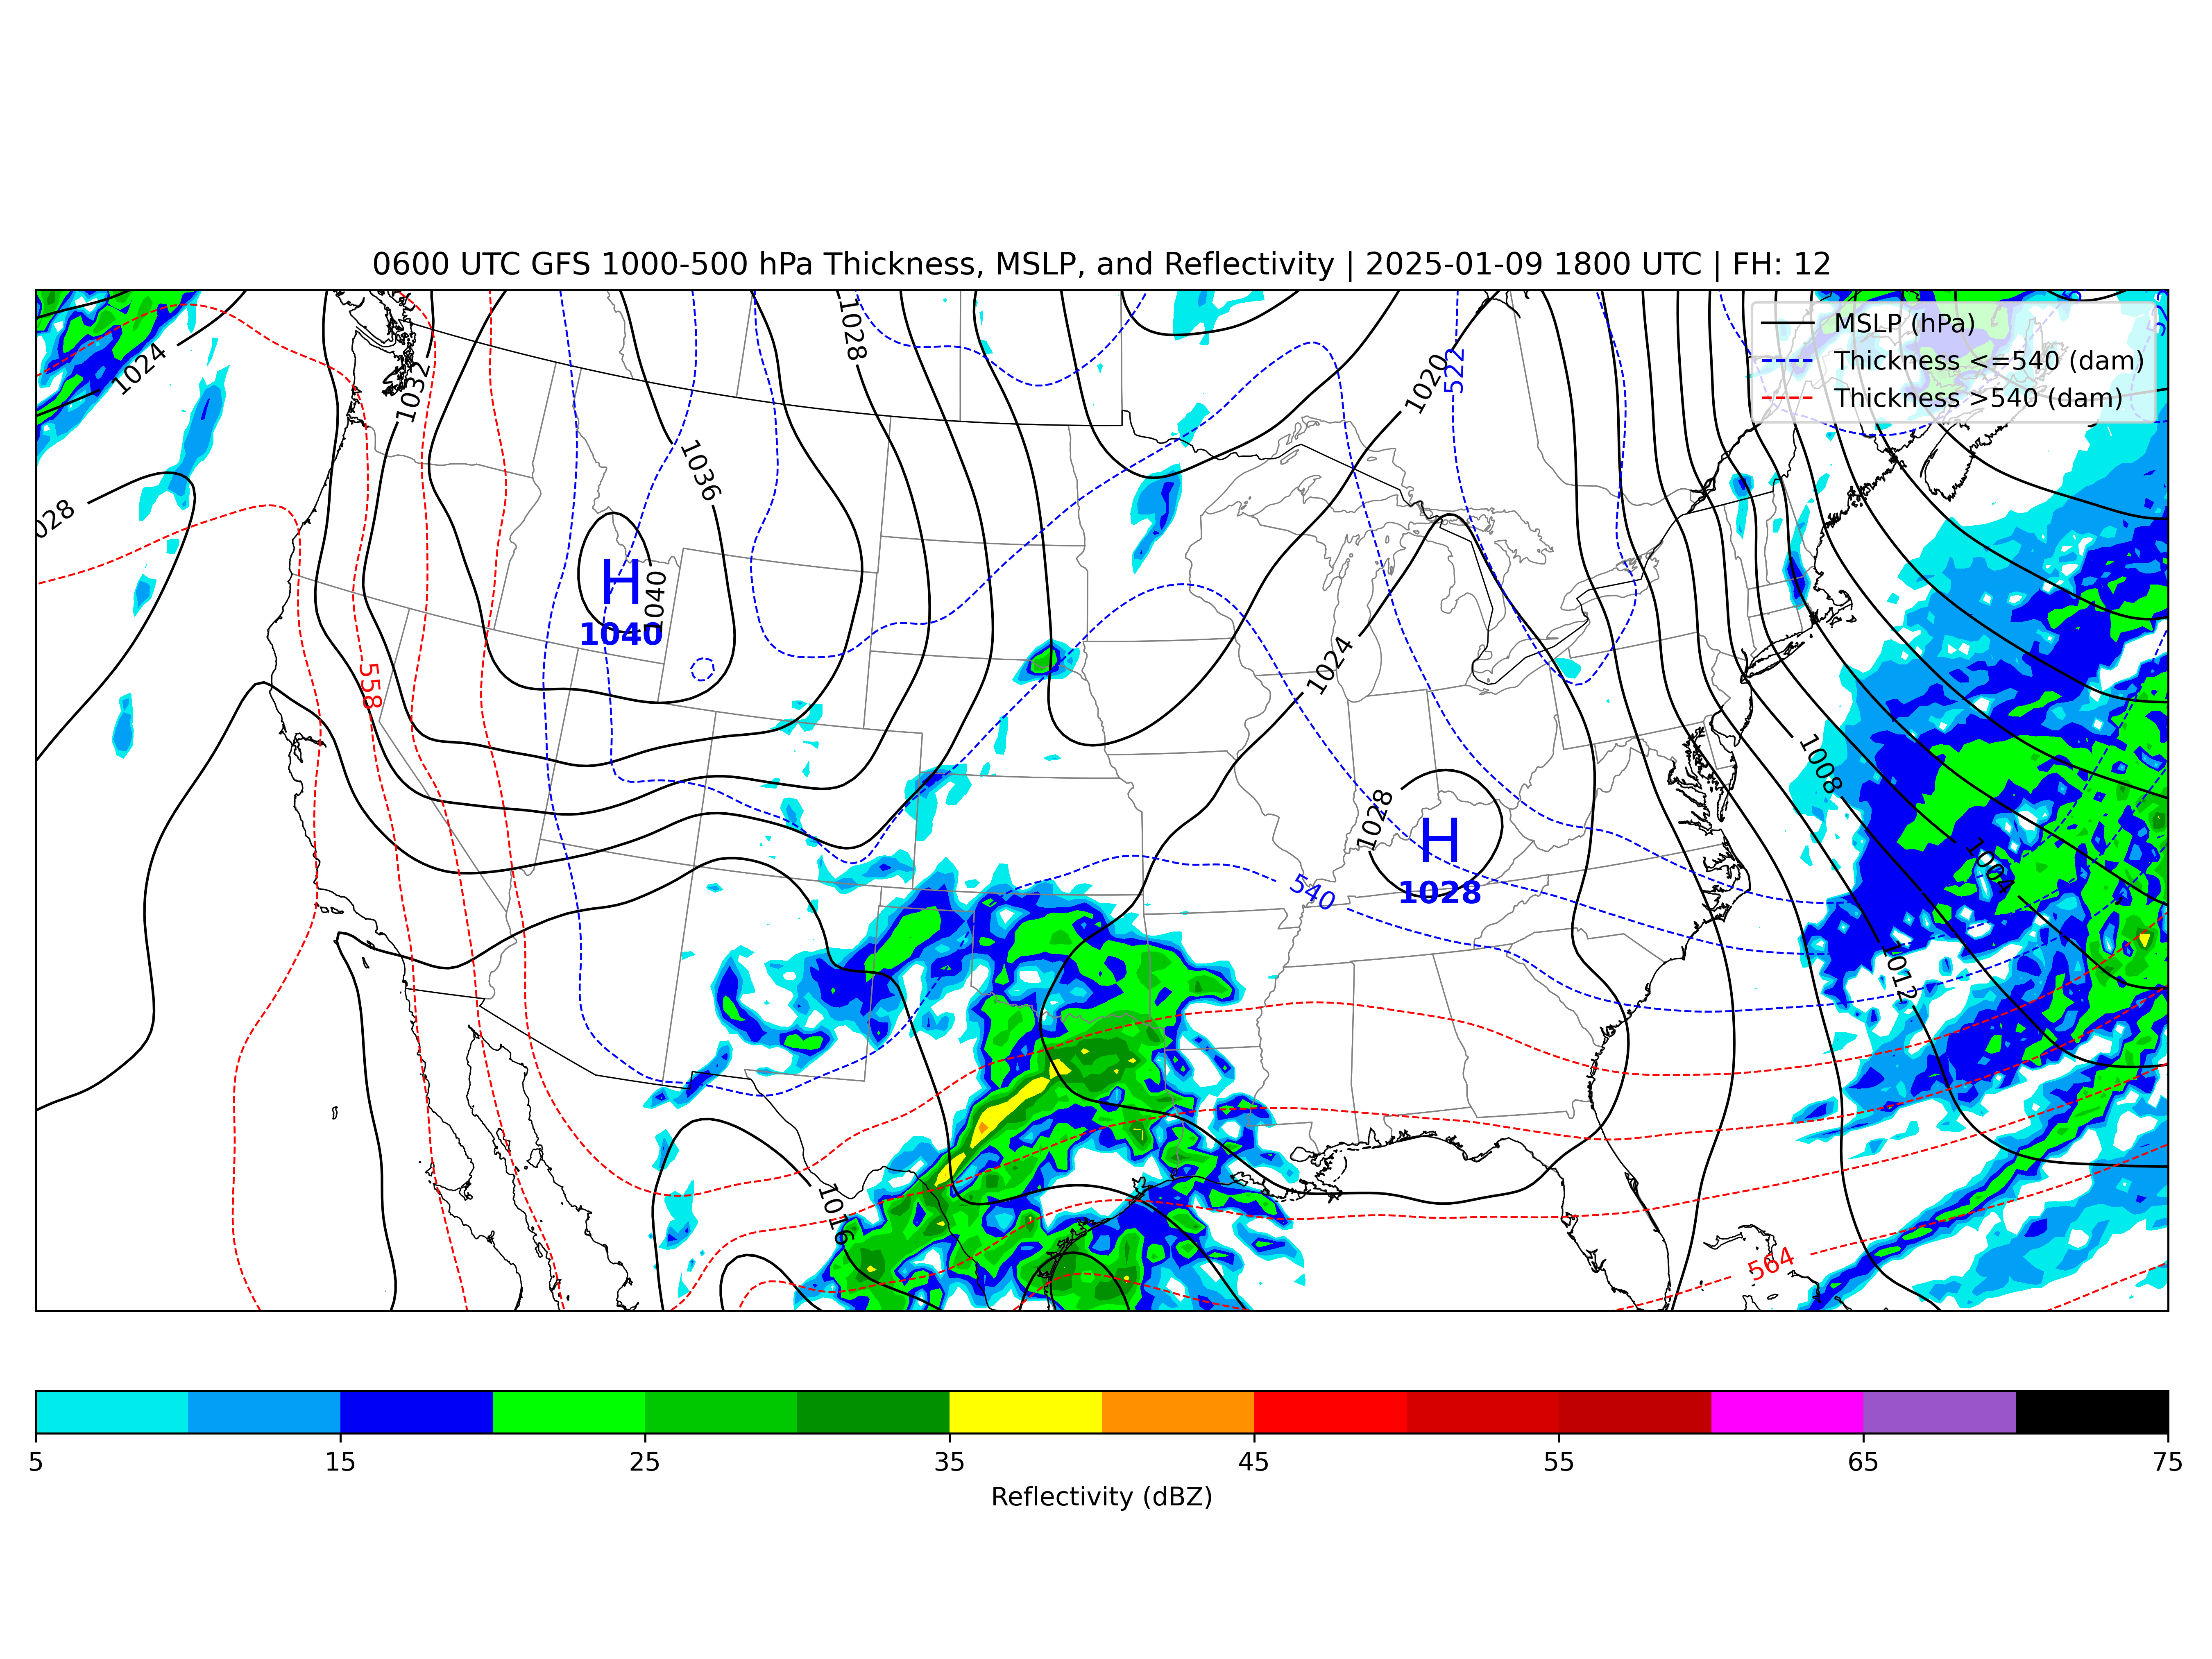 0600 UTC GFS 1000-500 hPa Thickness, MSLP, and Reflectivity | 2025-01-09 1800 UTC | FH: 12
MSLP (hPa)
Thickness <=540 (dam)
Thickness >540 (dam)
1024
1032
1028
1020
522
1036
028
H
1040
1040
558
1024
1008
1028
H
1028
540
1004
1012
1016
564
5 15 25 35 45 55 65 75
Reflectivity (dBZ)